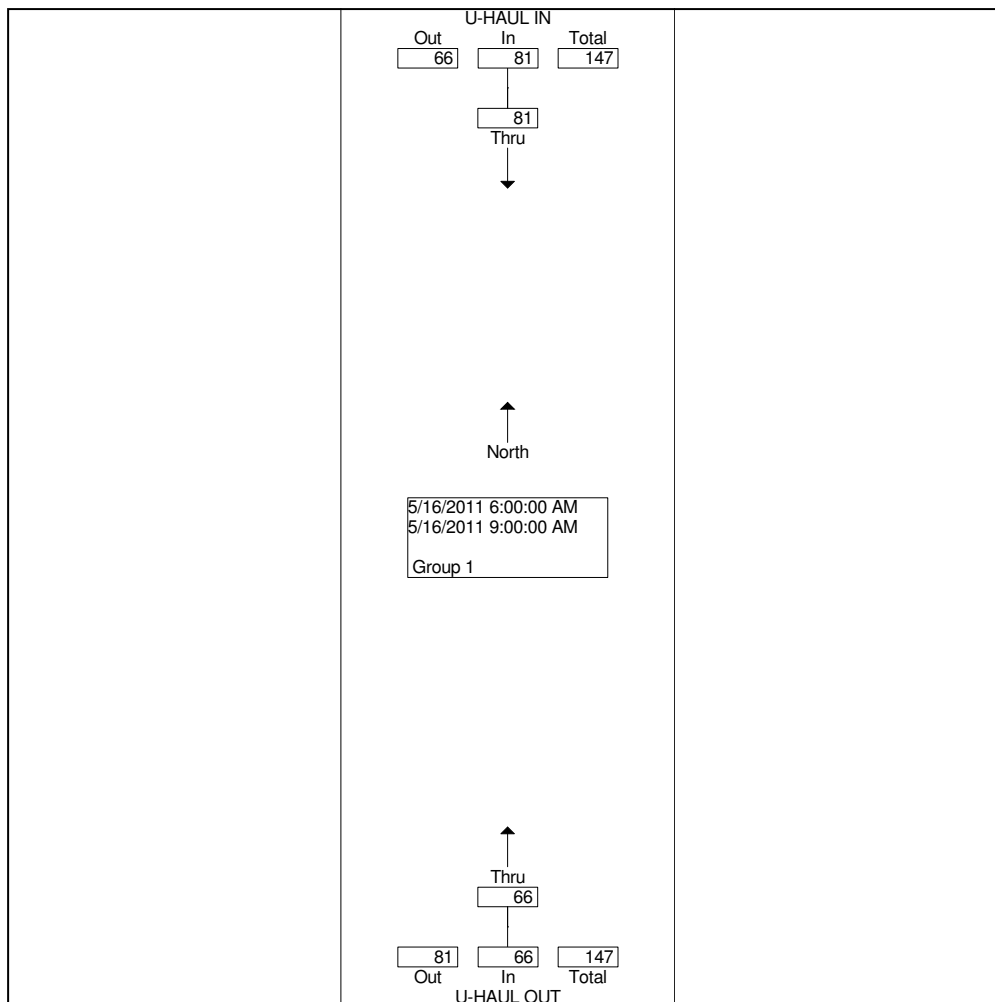 U-HAUL IN
Out In Total
66 81 147
81
Thru
North
5/16/2011 6:00:00 AM
5/16/2011 9:00:00 AM
Group 1
Thru
66
81 66 147
Out In Total
U-HAUL OUT